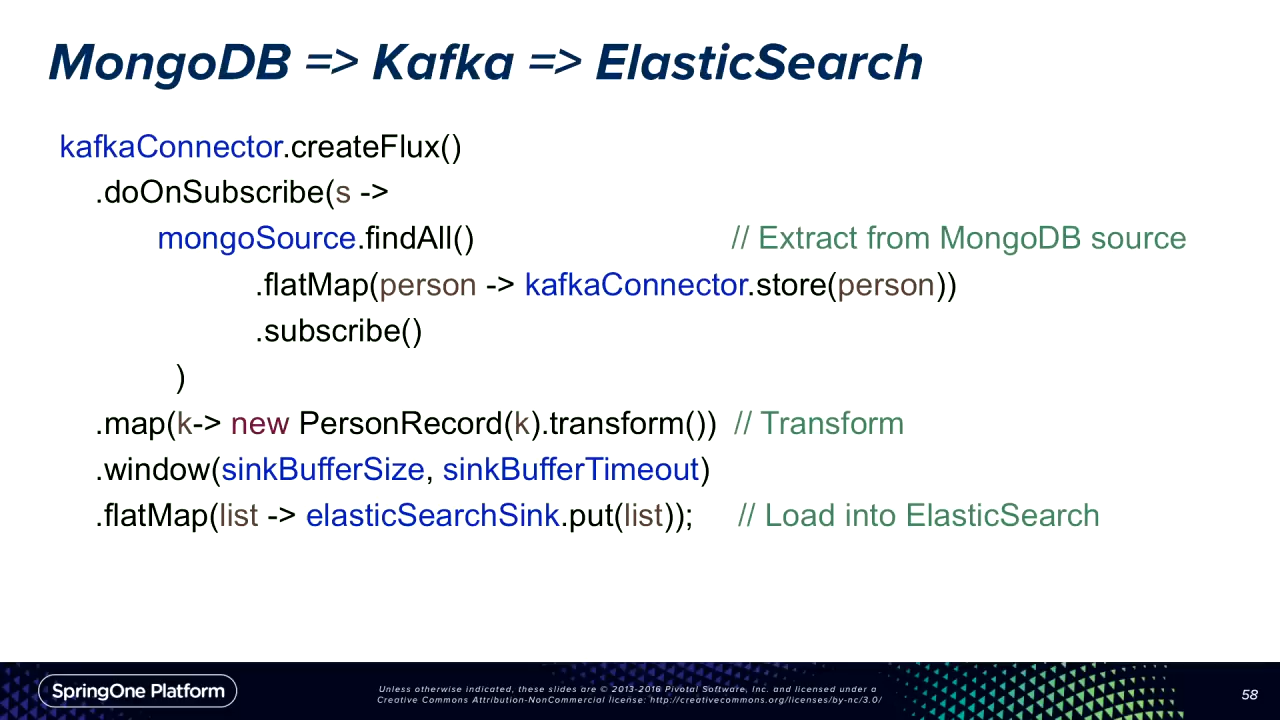 MongoDB => Kafka => ElasticSearch
kafkaConnector.createFlux()
.doOnSubscribe(s ->
mongoSource.findAll() // Extract from MongoDB source
.flatMap(person -> kafkaConnector.store(person))
.subscribe()
)
.map(k-> new PersonRecord(k).transform()) // Transform
.window(sinkBufferSize, sinkBufferTimeout)
.flatMap(list -> elasticSearchSink.put(list)); // Load into ElasticSearch
SpringOne Platform
Unless otherwise indicated, these slides are © 2013-2016 Pivotal Software, Inc. and licensed under a
Creative Commons Attribution-NonCommercial license: http://creativecommons.org/licenses/by-nc/3.0/
58